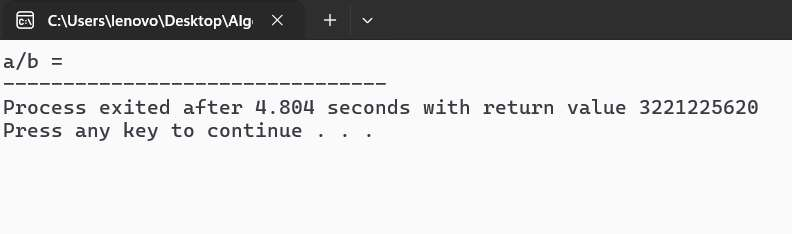 C:\Users\lenovo\Desktop\Alg
a/b =
--------------------------------
Process exited after 4.804 seconds with return value 3221225620
Press any key to continue . . .